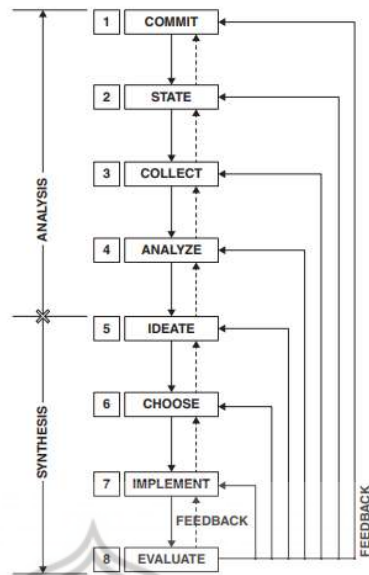 1 COMMIT
2 STATE
3 COLLECT
4 ANALYZE
5 IDEATE
6 CHOOSE
7 IMPLEMENT
FEEDBACK
8 EVALUATE
ANALYSIS
SYNTHESIS
FEEDBACK